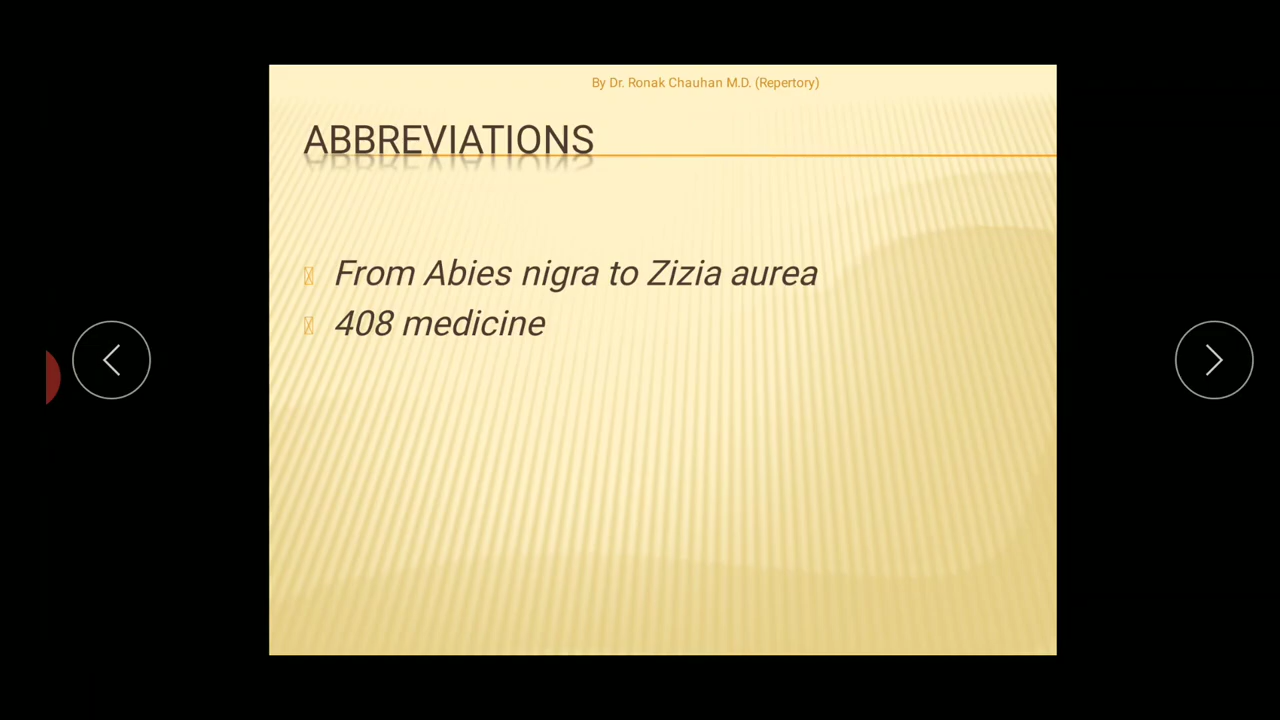 By Dr. Ronak Chauhan M.D. (Repertory)
ABBREVIATIONS
From Abies nigra to Zizia aurea
408 medicine